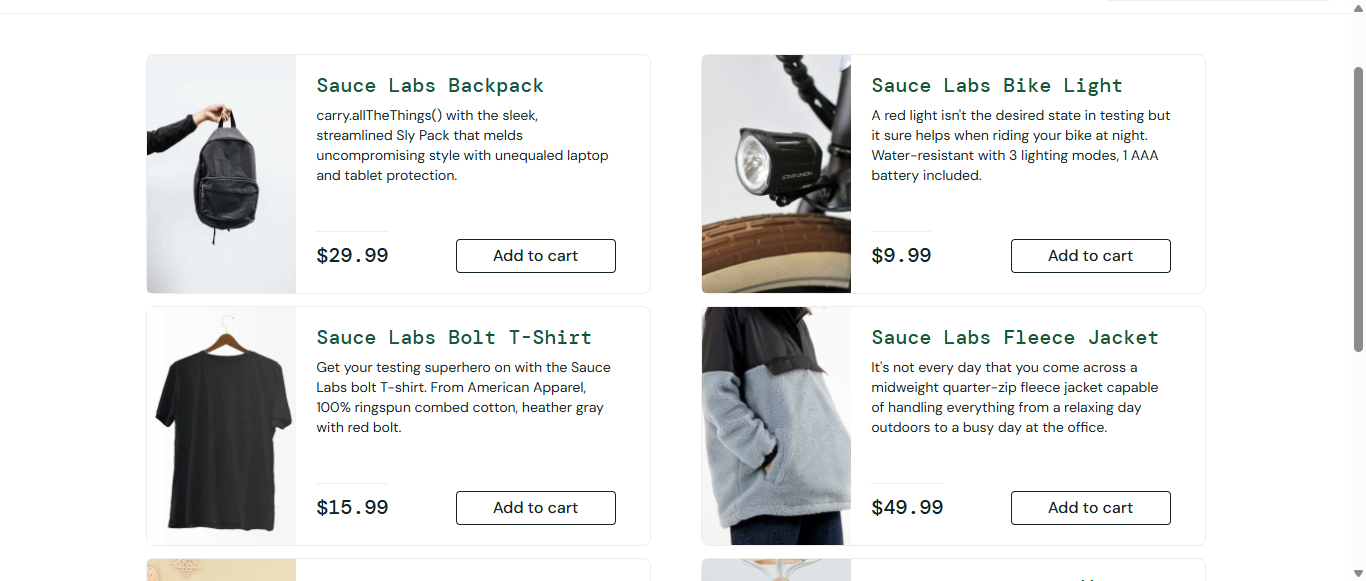 Sauce Labs Backpack
carry.allTheThings() with the sleek,
streamlined Sly Pack that melds
uncompromising style with unequaled laptop
and tablet protection.
$29.99
Add to cart
Sauce Labs Bike Light
A red light isn't the desired state in testing but
it sure helps when riding your bike at night.
Water-resistant with 3 lighting modes, 1 AAA
battery included.
$9.99
Add to cart
Sauce Labs Bolt T-Shirt
Get your testing superhero on with the Sauce
Labs bolt T-shirt. From American Apparel,
100% ringspun combed cotton, heather gray
with red bolt.
$15.99
Add to cart
Sauce Labs Fleece Jacket
It's not every day that you come across a
midweight quarter-zip fleece jacket capable
of handling everything from a relaxing day
outdoors to a busy day at the office.
$49.99
Add to cart